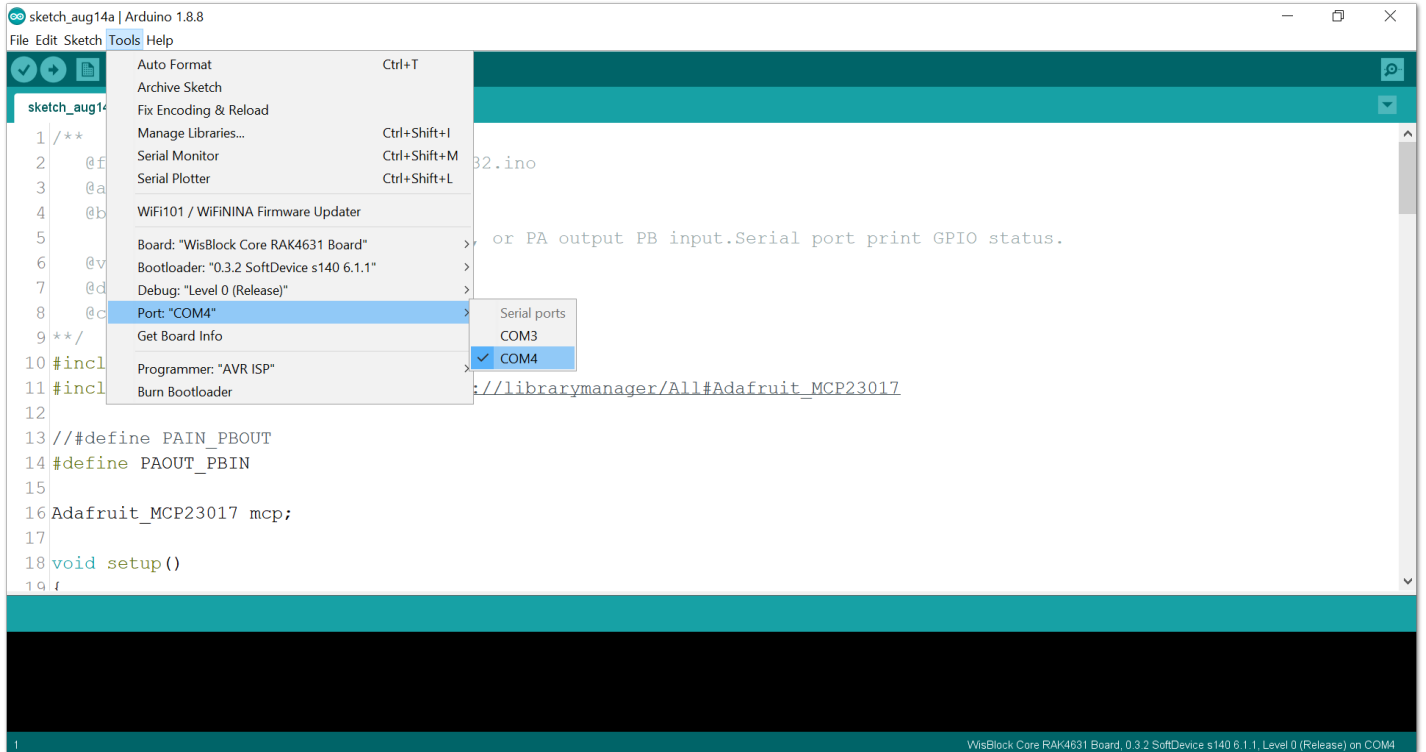 sketch_aug14a | Arduino 1.8.8
File Edit Sketch Tools Help
sketch_aug14
Auto Format Ctrl+T
Archive Sketch
Fix Encoding & Reload
Manage Libraries... Ctrl+Shift+I
Serial Monitor Ctrl+Shift+M
Serial Plotter Ctrl+Shift+L
WiFi101 / WiFiNINA Firmware Updater
Board: "WisBlock Core RAK4631 Board"
Bootloader: "0.3.2 SoftDevice s140 6.1.1"
Debug: "Level 0 (Release)"
Port: "COM4"
Get Board Info
Programmer: "AVR ISP"
Burn Bootloader
Serial ports
COM3
COM4
1 /**
2 @f 32.ino
3 @a
4 @b
5 , or PA output PB input.Serial port print GPIO status.
6 @v
7 @d
8 @c
9 **/
10 #incl
11 #incl ://librarymanager/All#Adafruit_MCP23017
12
13 //#define PAIN_PBOUT
14 #define PAOUT_PBIN
15
16 Adafruit_MCP23017 mcp;
17
18 void setup()
19 {
1 WisBlock Core RAK4631 Board, 0.3.2 SoftDevice s140 6.1.1, Level 0 (Release) on COM4